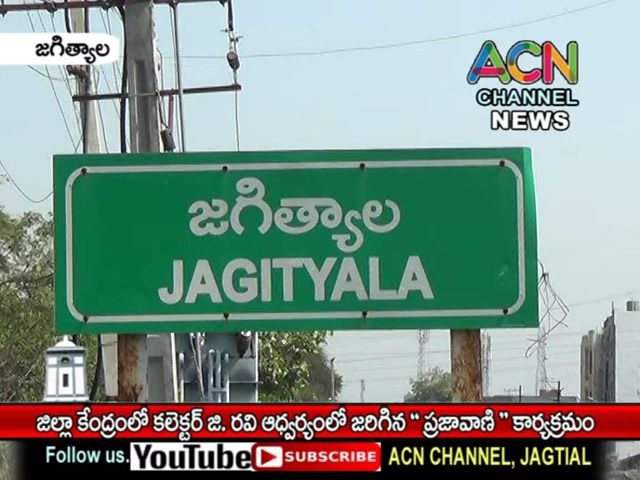 జగిత్యాల
ACN
CHANNEL
NEWS
జగిత్యాల
JAGITYALA
జిల్లా కేంద్రంలో కలెక్టర్ జి. రవి ఆధ్వర్యంలో జరిగిన “ ప్రజావాణి ” కార్యక్రమం
Follow us. YouTube SUBSCRIBE ACN CHANNEL, JAGTIAL